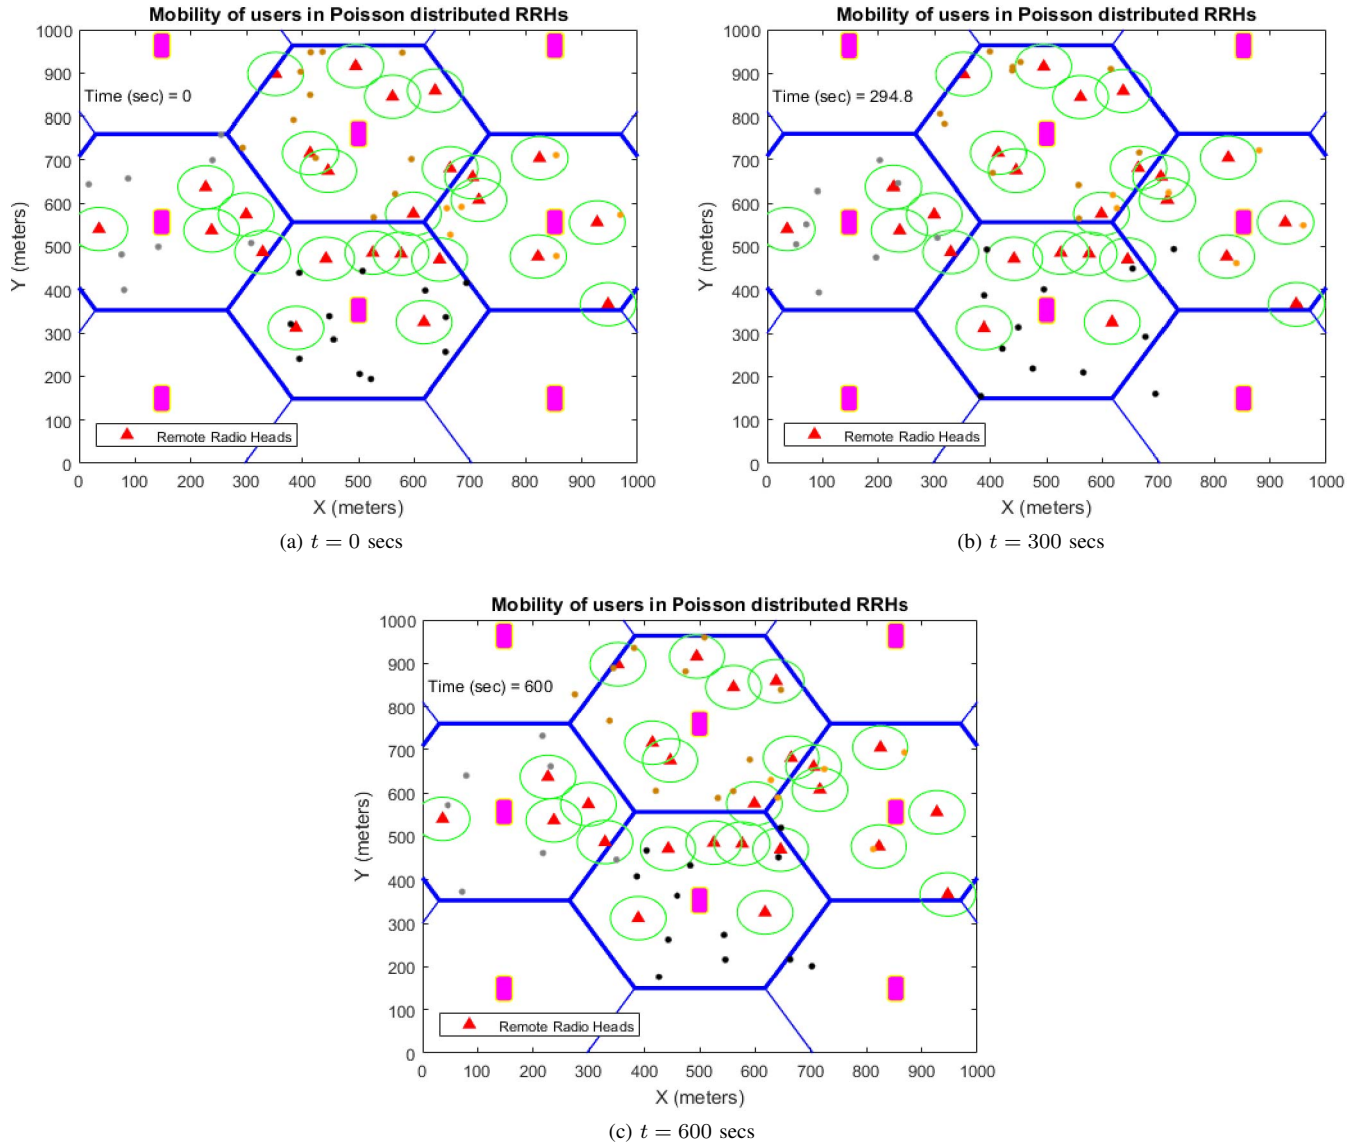 Mobility of users in Poisson distributed RRHs
1000
900
800
700
600
500
400
300
200
100
0
Y (meters)
Time (sec) = 0
Remote Radio Heads
0 100 200 300 400 500 600 700 800 900 1000
X (meters)
(a) t = 0 secs
Mobility of users in Poisson distributed RRHs
1000
900
800
700
600
500
400
300
200
100
0
Y (meters)
Time (sec) = 294.8
Remote Radio Heads
0 100 200 300 400 500 600 700 800 900 1000
X (meters)
(b) t = 300 secs
Mobility of users in Poisson distributed RRHs
1000
900
800
700
600
500
400
300
200
100
0
Y (meters)
Time (sec) = 600
Remote Radio Heads
0 100 200 300 400 500 600 700 800 900 1000
X (meters)
(c) t = 600 secs